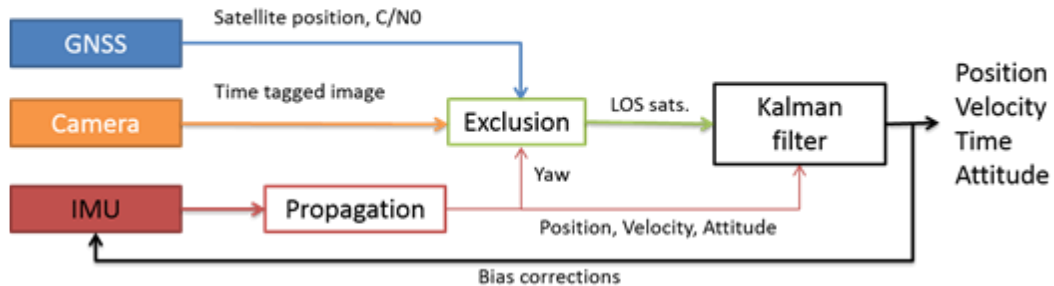 Satellite position, C/N0
GNSS
Time tagged image
Camera
Exclusion
LOS sats.
Kalman
filter
Position
Velocity
Time
Attitude
Yaw
IMU
Propagation
Position, Velocity, Attitude
Bias corrections